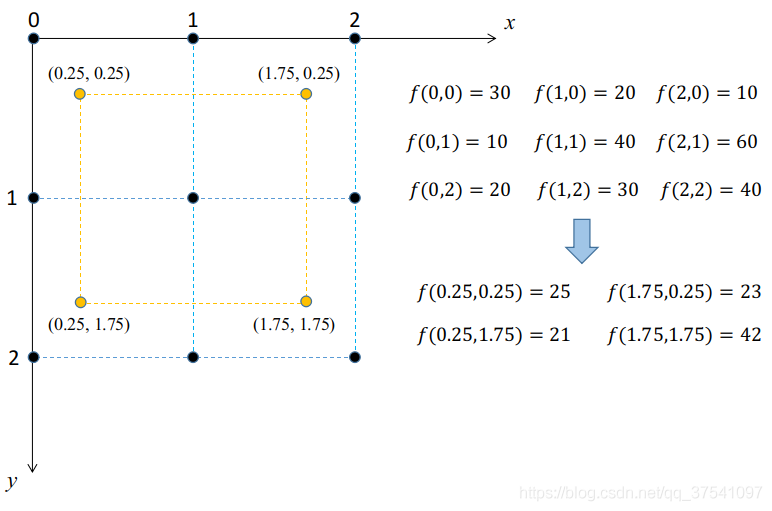 0 1 2 x
(0.25, 0.25) (1.75, 0.25)
f(0,0) = 30 f(1,0) = 20 f(2,0) = 10
f(0,1) = 10 f(1,1) = 40 f(2,1) = 60
1
f(0,2) = 20 f(1,2) = 30 f(2,2) = 40
f(0.25,0.25) = 25 f(1.75,0.25) = 23
(0.25, 1.75) (1.75, 1.75)
f(0.25,1.75) = 21 f(1.75,1.75) = 42
2
y
https://blog.csdn.net/qq_37541097